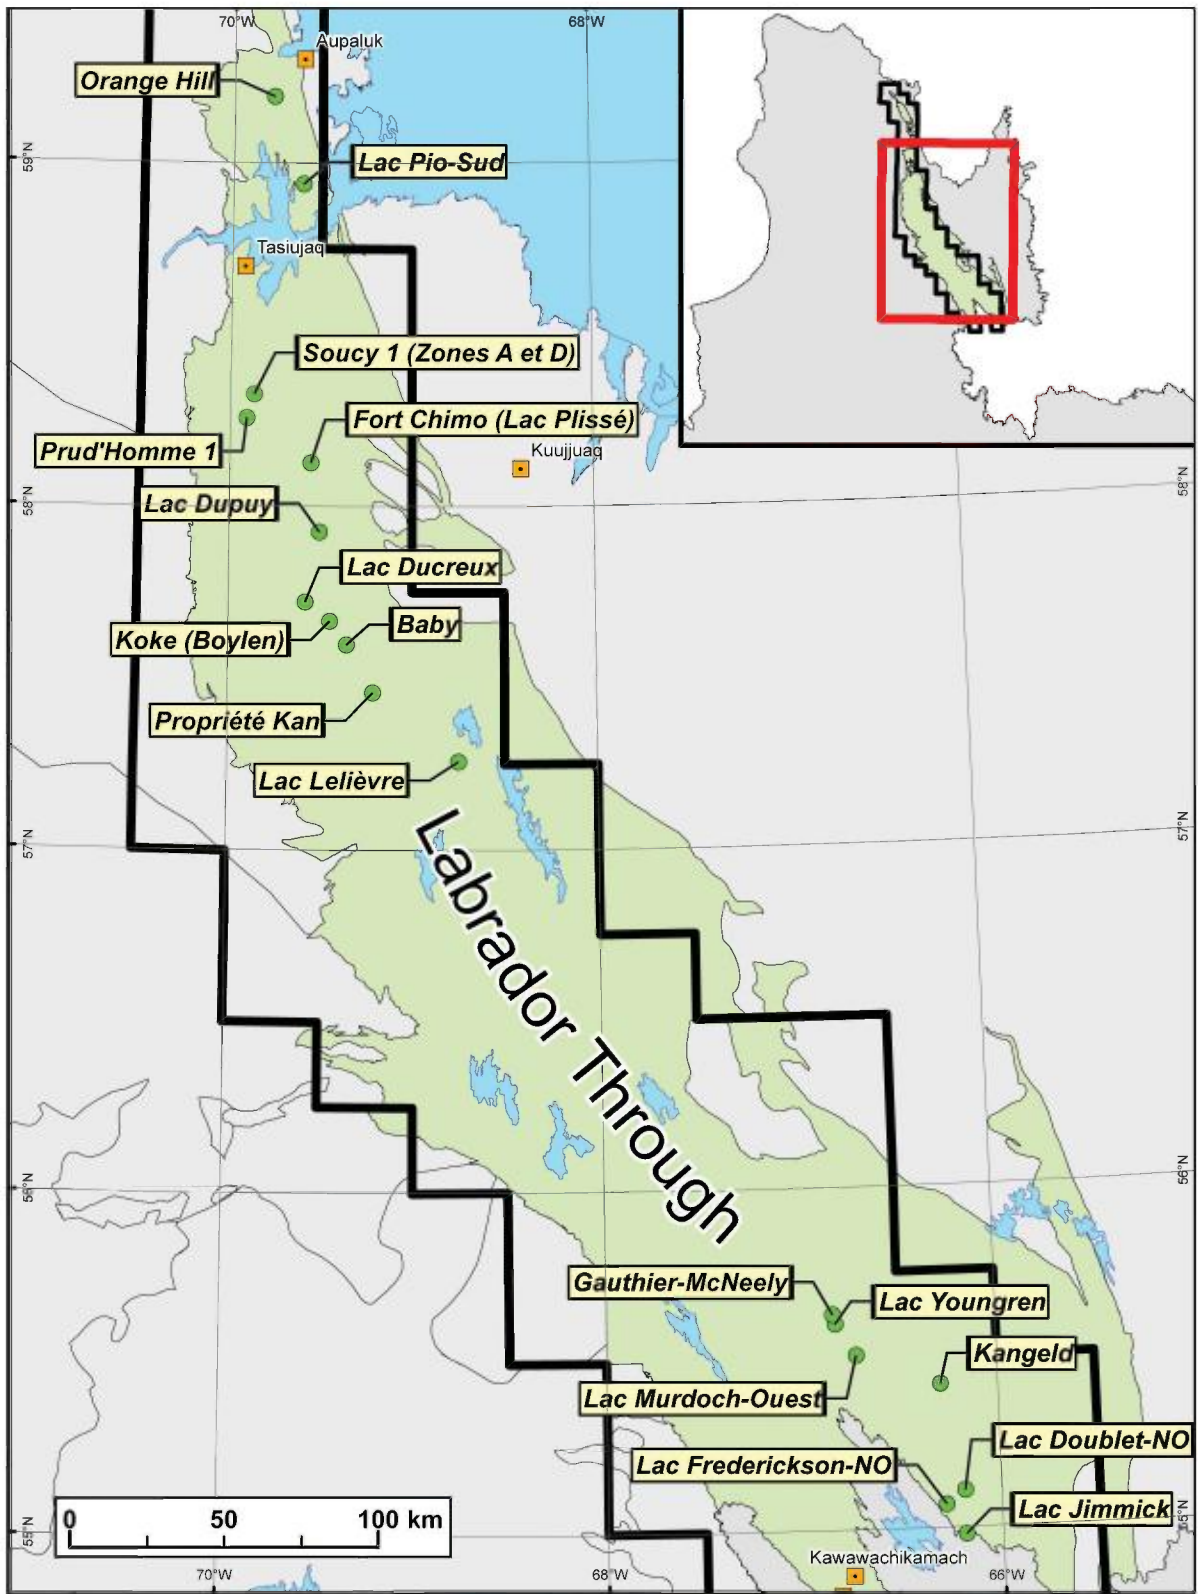 70°W
68°W
Aupaluk
Orange Hill
59°N
Lac Pio-Sud
Tasiujaq
Soucy 1 (Zones A et D)
Fort Chimo (Lac Plissé)
Prud'Homme 1
Kuujjuaq
58°N
58°N
Lac Dupuy
Lac Ducreux
Baby
Koke (Boylen)
Propriété Kan
Lac Lelièvre
57°N
57°N
Labrador Through
56°N
56°N
Gauthier-McNeely
Lac Youngren
Kangeld
Lac Murdoch-Ouest
Lac Doublet-NO
Lac Frederickson-NO
Lac Jimmick
0 50 100 km
55°N
55°N
Kawawachikamach
70°W
68°W
66°W